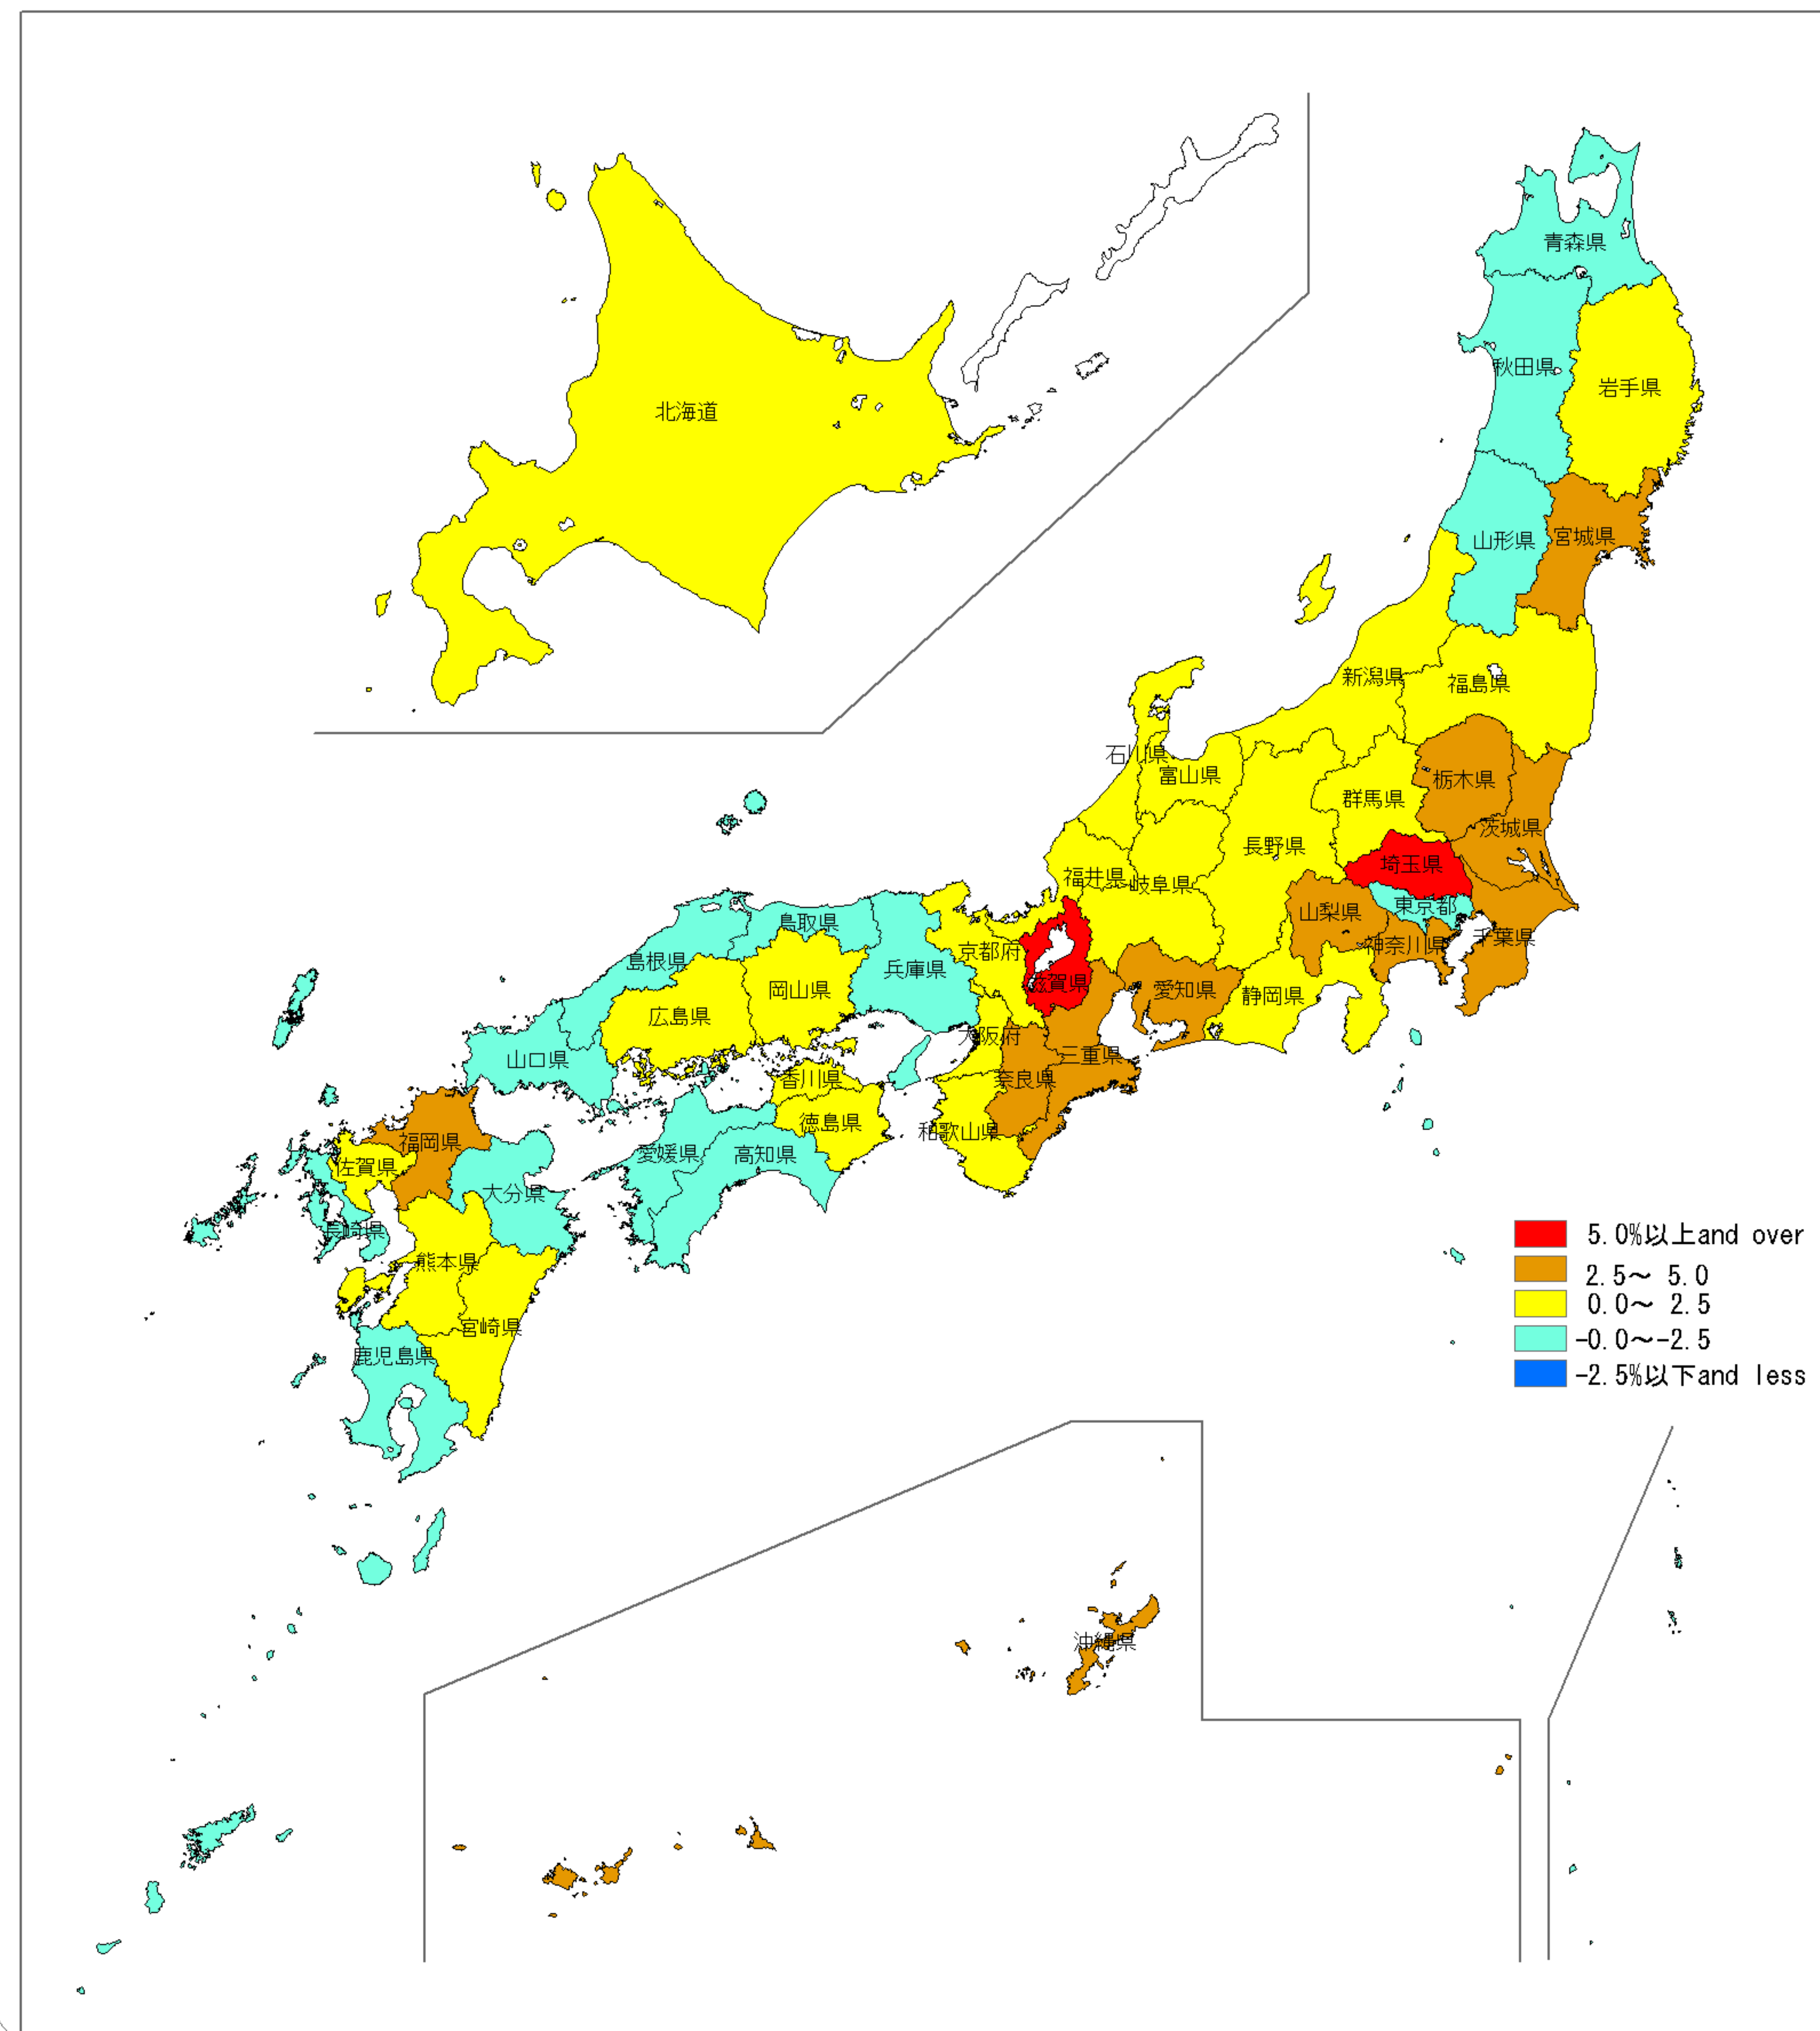 青森県
秋田県
岩手県
北海道
山形県
宮城県
新潟県
福島県
石川県
富山県
栃木県
群馬県
茨城県
長野県
埼玉県
福井県
岐阜県
東京都
山梨県
鳥取県
神奈川県
千葉県
京都府
島根県
兵庫県
滋賀県
岡山県
愛知県
静岡県
広島県
大阪府
三重県
山口県
香川県
奈良県
徳島県
和歌山県
福岡県
愛媛県
高知県
佐賀県
大分県
長崎県
熊本県
宮崎県
鹿児島県
沖縄県
5.0%以上and over
2.5～ 5.0
0.0～ 2.5
-0.0～-2.5
-2.5%以下and less